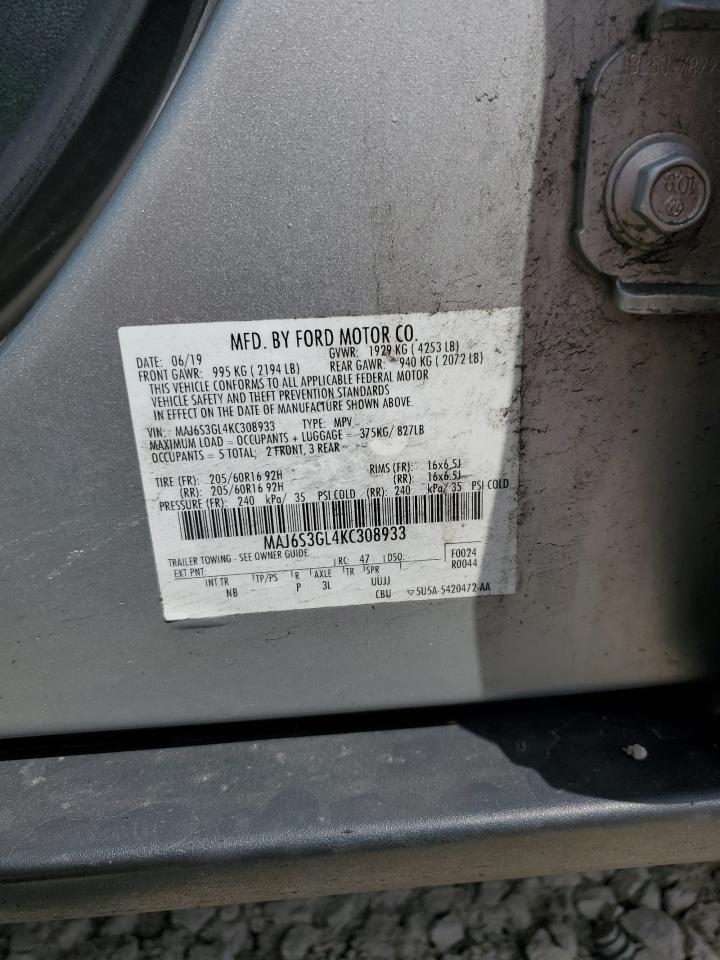 MFD. BY FORD MOTOR CO.
DATE: 06/19 GVWR: 1929 KG ( 4253 LB)
FRONT GAWR: 995 KG ( 2194 LB) REAR GAWR: 940 KG ( 2072 LB)
THIS VEHICLE CONFORMS TO ALL APPLICABLE FEDERAL MOTOR
VEHICLE SAFETY AND THEFT PREVENTION STANDARDS
IN EFFECT ON THE DATE OF MANUFACTURE SHOWN ABOVE.
VIN: MAJ6S3GL4KC308933 TYPE: MPV
MAXIMUM LOAD = OCCUPANTS + LUGGAGE = 375KG/ 827LB
OCCUPANTS = 5 TOTAL; 2 FRONT, 3 REAR
TIRE (FR): 205/60R16 92H RIMS (FR): 16x6.5J
(RR): 205/60R16 92H (RR): 16x6.5J
PRESSURE (FR): 240 kPa/ 35 PSI COLD (RR): 240 kPa/ 35 PSI COLD
MAJ6S3GL4KC308933
TRAILER TOWING - SEE OWNER GUIDE RC: 47 DSO: F0024
EXT PNT: R0044
INT TR TP/PS R AXLE TR SPR UUJJ
NB P 3L CBU 5U5A-5420472-AA
10.9